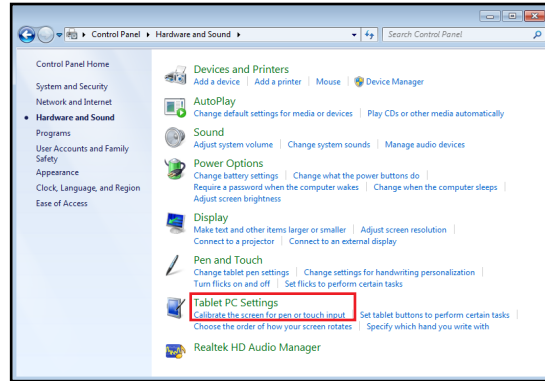 Control Panel ▸ Hardware and Sound ▸
Search Control Panel
Control Panel Home
System and Security
Network and Internet
Hardware and Sound
Programs
User Accounts and Family
Safety
Appearance
Clock, Language, and Region
Ease of Access
Devices and Printers
Add a device | Add a printer | Mouse | Device Manager
AutoPlay
Change default settings for media or devices | Play CDs or other media automatically
Sound
Adjust system volume | Change system sounds | Manage audio devices
Power Options
Change battery settings | Change what the power buttons do |
Require a password when the computer wakes | Change when the computer sleeps |
Adjust screen brightness
Display
Make text and other items larger or smaller | Adjust screen resolution |
Connect to a projector | Connect to an external display
Pen and Touch
Change tablet pen settings | Change settings for handwriting personalization |
Turn flicks on and off | Set flicks to perform certain tasks
Tablet PC Settings
Calibrate the screen for pen or touch input | Set tablet buttons to perform certain tasks |
Choose the order of how your screen rotates | Specify which hand you write with
Realtek HD Audio Manager